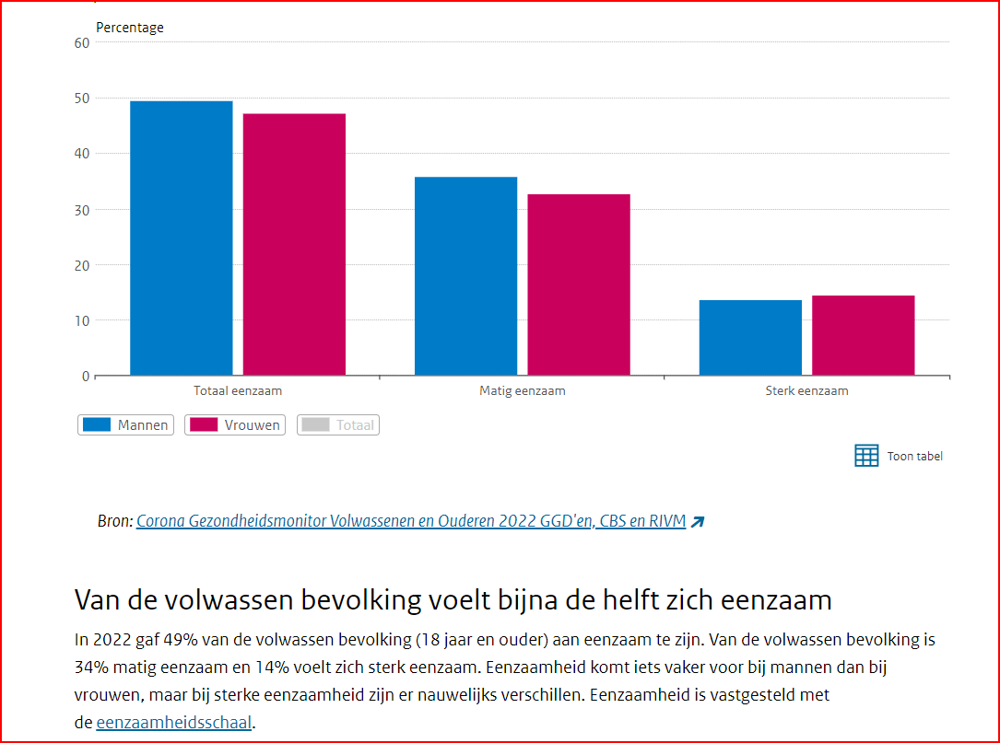 Percentage
60
50
40
30
20
10
0
Totaal eenzaam Matig eenzaam Sterk eenzaam
Mannen Vrouwen Totaal
Toon tabel
Bron: Corona Gezondheidsmonitor Volwassenen en Ouderen 2022 GGD'en, CBS en RIVM
Van de volwassen bevolking voelt bijna de helft zich eenzaam
In 2022 gaf 49% van de volwassen bevolking (18 jaar en ouder) aan eenzaam te zijn. Van de volwassen bevolking is
34% matig eenzaam en 14% voelt zich sterk eenzaam. Eenzaamheid komt iets vaker voor bij mannen dan bij
vrouwen, maar bij sterke eenzaamheid zijn er nauwelijks verschillen. Eenzaamheid is vastgesteld met
de eenzaamheidsschaal.